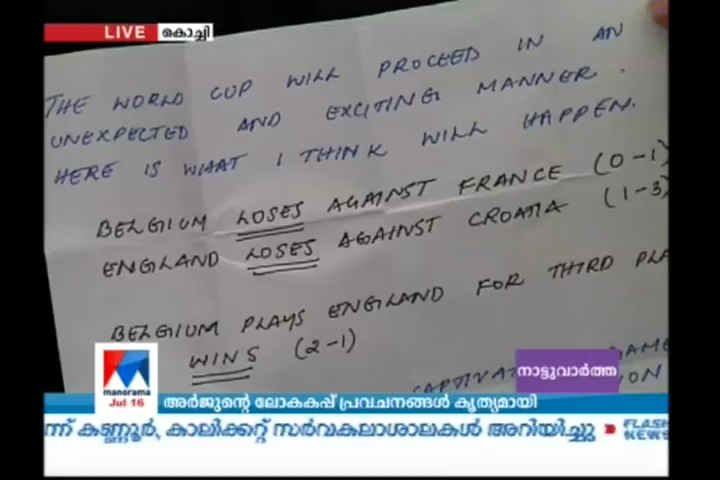 LIVE കൊച്ചി
THE WORLD CUP WILL PROCEED IN AN
UNEXPECTED AND EXCITING MANNER.
HERE IS WHAT I THINK WILL HAPPEN.
BELGIUM LOSES AGAINST FRANCE (0-1)
ENGLAND LOSES AGAINST CROATIA (1-3)
BELGIUM PLAYS ENGLAND FOR THIRD PLA
WINS (2-1)
നാട്ടുവാർത്ത
manorama
Jul 16
അർജുന്റെ ലോകകപ്പ് പ്രവചനങ്ങൾ കൃത്യമായി
ന്ന് കണ്ണൂർ, കാലിക്കറ്റ് സർവകലാശാലകൾ അറിയിച്ചു
FLASH
NEWS